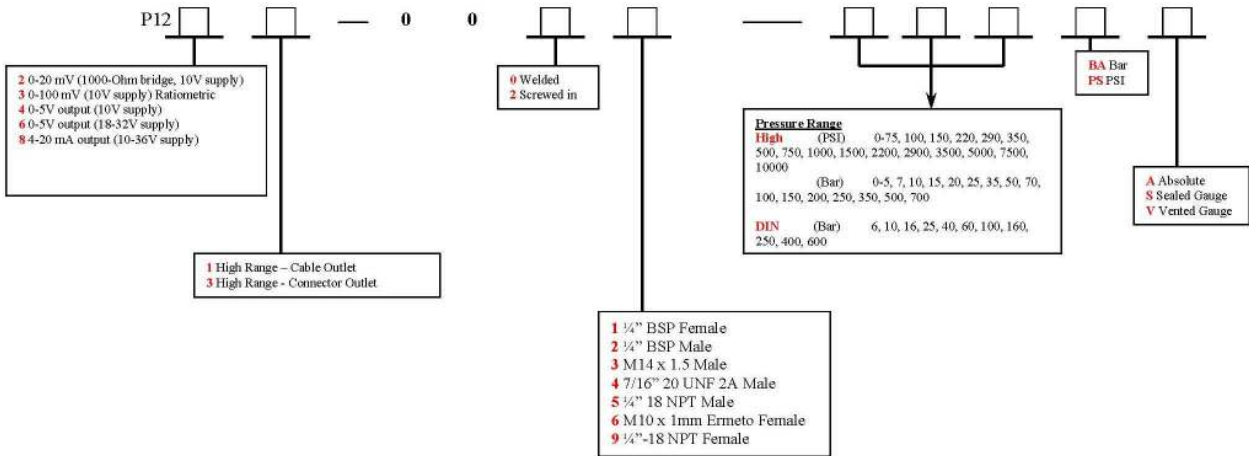 P12 — 0 0 —
2 0-20 mV (1000-Ohm bridge, 10V supply)
3 0-100 mV (10V supply) Ratiometric
4 0-5V output (10V supply)
6 0-5V output (18-32V supply)
8 4-20 mA output (10-36V supply)
0 Welded
2 Screwed in
BA Bar
PS PSI
Pressure Range
High (PSI) 0-75, 100, 150, 220, 290, 350,
500, 750, 1000, 1500, 2200, 2900, 3500, 5000, 7500,
10000
(Bar) 0-5, 7, 10, 15, 20, 25, 35, 50, 70,
100, 150, 200, 250, 350, 500, 700
DIN (Bar) 6, 10, 16, 25, 40, 60, 100, 160,
250, 400, 600
A Absolute
S Sealed Gauge
V Vented Gauge
1 High Range – Cable Outlet
3 High Range - Connector Outlet
1 ¼” BSP Female
2 ¼” BSP Male
3 M14 x 1.5 Male
4 7/16” 20 UNF 2A Male
5 ¼” 18 NPT Male
6 M10 x 1mm Ermeto Female
9 ¼”-18 NPT Female